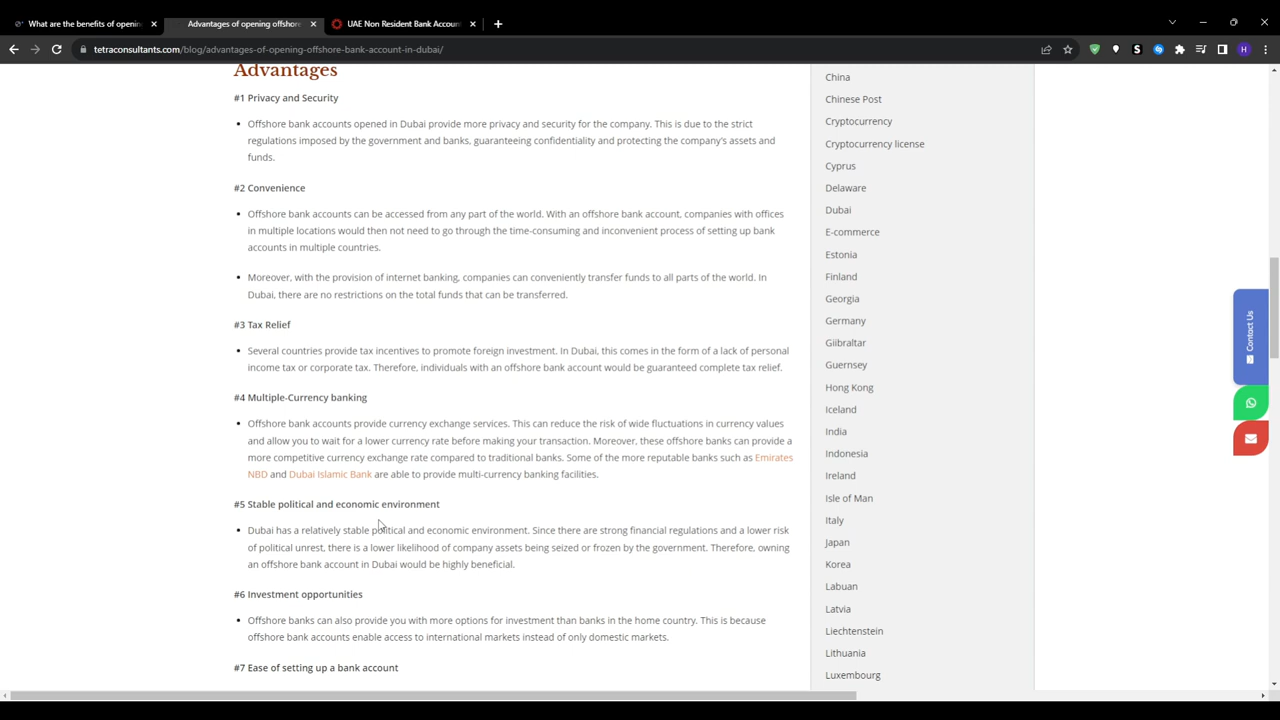 What are the benefits of openin
Advantages of opening offshore
UAE Non Resident Bank Accoun
tetraconsultants.com/blog/advantages-of-opening-offshore-bank-account-in-dubai/
S
H
Advantages
#1 Privacy and Security
• Offshore bank accounts opened in Dubai provide more privacy and security for the company. This is due to the strict
regulations imposed by the government and banks, guaranteeing confidentiality and protecting the company's assets and
funds.
#2 Convenience
• Offshore bank accounts can be accessed from any part of the world. With an offshore bank account, companies with offices
in multiple locations would then not need to go through the time-consuming and inconvenient process of setting up bank
accounts in multiple countries.
• Moreover, with the provision of internet banking, companies can conveniently transfer funds to all parts of the world. In
Dubai, there are no restrictions on the total funds that can be transferred.
#3 Tax Relief
• Several countries provide tax incentives to promote foreign investment. In Dubai, this comes in the form of a lack of personal
income tax or corporate tax. Therefore, individuals with an offshore bank account would be guaranteed complete tax relief.
#4 Multiple-Currency banking
• Offshore bank accounts provide currency exchange services. This can reduce the risk of wide fluctuations in currency values
and allow you to wait for a lower currency rate before making your transaction. Moreover, these offshore banks can provide a
more competitive currency exchange rate compared to traditional banks. Some of the more reputable banks such as Emirates
NBD and Dubai Islamic Bank are able to provide multi-currency banking facilities.
#5 Stable political and economic environment
• Dubai has a relatively stable political and economic environment. Since there are strong financial regulations and a lower risk
of political unrest, there is a lower likelihood of company assets being seized or frozen by the government. Therefore, owning
an offshore bank account in Dubai would be highly beneficial.
#6 Investment opportunities
• Offshore banks can also provide you with more options for investment than banks in the home country. This is because
offshore bank accounts enable access to international markets instead of only domestic markets.
#7 Ease of setting up a bank account
China
Chinese Post
Cryptocurrency
Cryptocurrency license
Cyprus
Delaware
Dubai
E-commerce
Estonia
Finland
Georgia
Germany
Giibraltar
Guernsey
Hong Kong
Iceland
India
Indonesia
Ireland
Isle of Man
Italy
Japan
Korea
Labuan
Latvia
Liechtenstein
Lithuania
Luxembourg
Contact Us